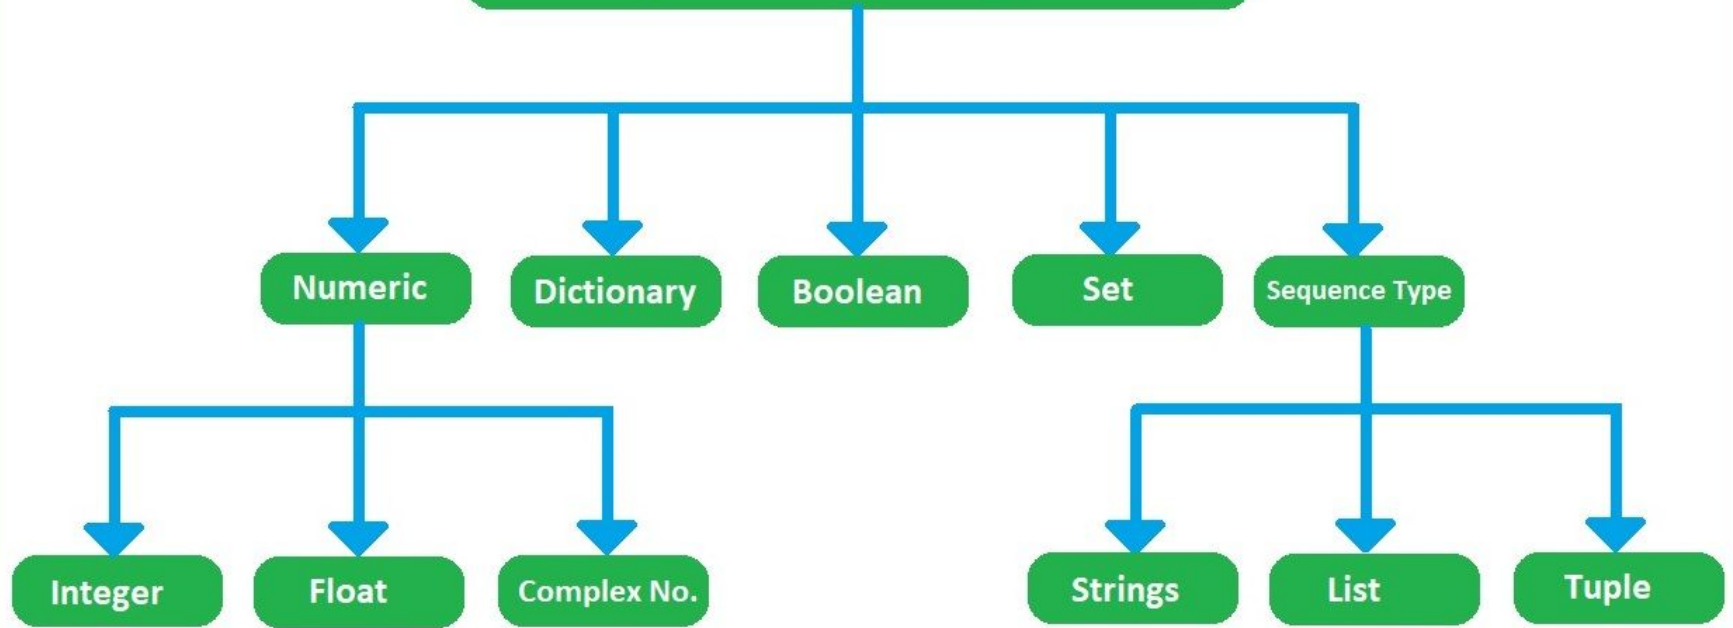 Numeric
Dictionary
Boolean
Set
Sequence Type
Integer
Float
Complex No.
Strings
List
Tuple